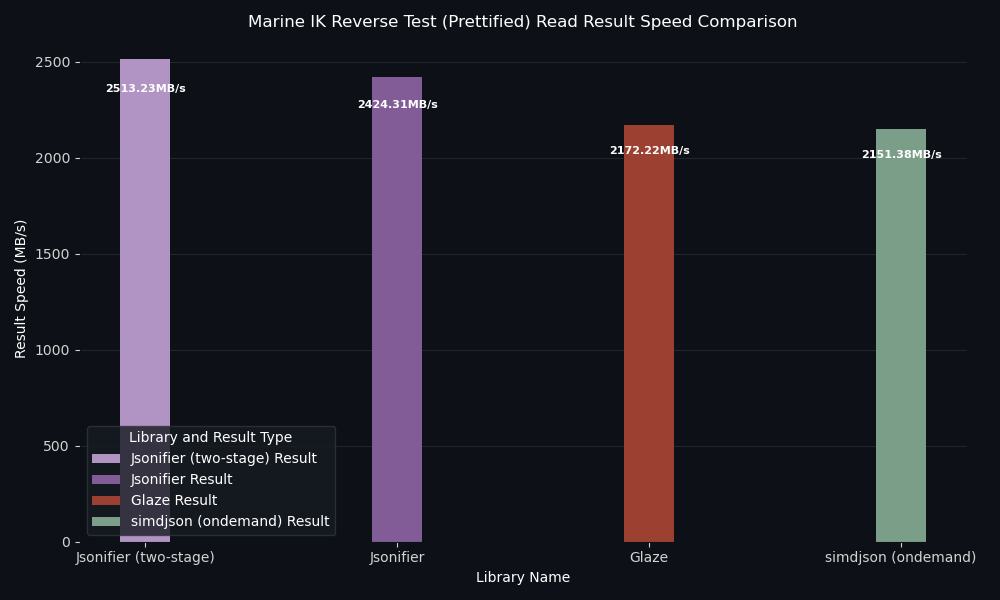 Marine IK Reverse Test (Prettified) Read Result Speed Comparison
2500
2000
1500
1000
500
0
Result Speed (MB/s)
2513.23MB/s
2424.31MB/s
2172.22MB/s
2151.38MB/s
Library and Result Type
Jsonifier (two-stage) Result
Jsonifier Result
Glaze Result
simdjson (ondemand) Result
Jsonifier (two-stage)
Jsonifier
Glaze
simdjson (ondemand)
Library Name